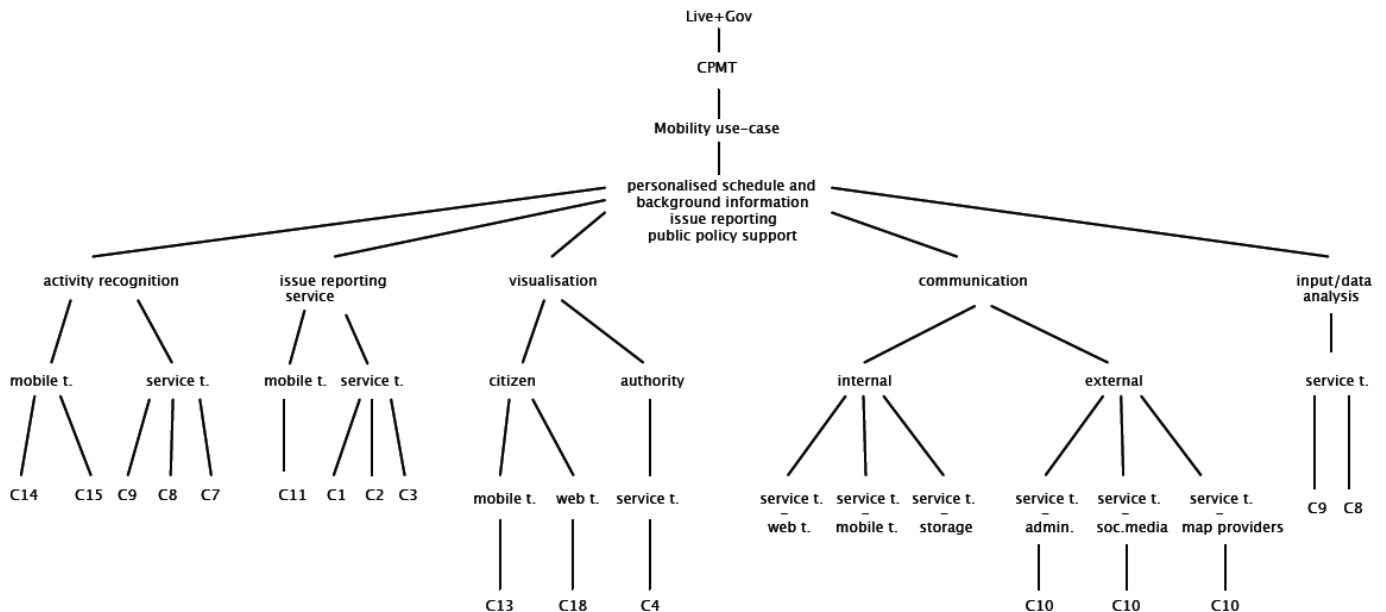 Live+Gov
CPMT
Mobility use-case
personalised schedule and
background information
issue reporting
public policy support
activity recognition
issue reporting
service
visualisation
communication
input/data
analysis
mobile t.
service t.
mobile t.
service t.
citizen
authority
internal
external
service t.
C14
C15
C9
C8
C7
C11
C1
C2
C3
mobile t.
web t.
service t.
service t.
-
web t.
service t.
-
mobile t.
service t.
-
storage
service t.
-
admin.
service t.
-
soc.media
service t.
-
map providers
C9
C8
C13
C18
C4
C10
C10
C10